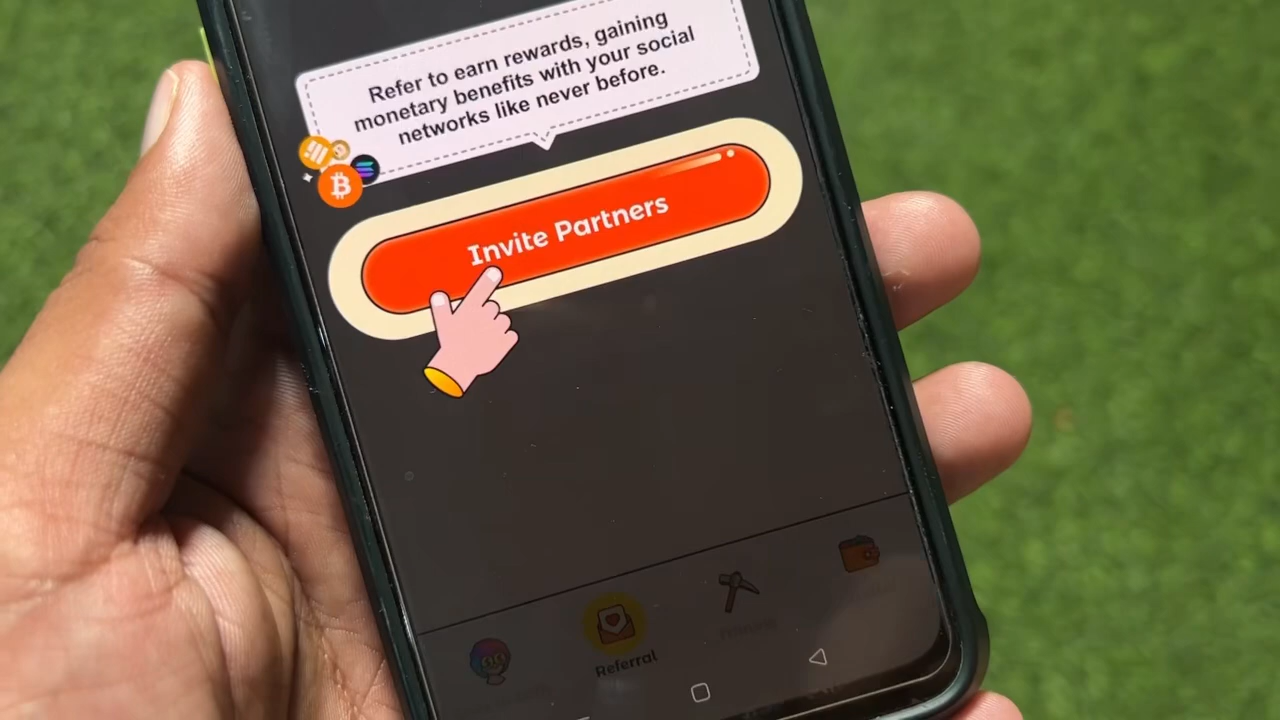 Refer to earn rewards, gaining
monetary benefits with your social
networks like never before.
Invite Partners
Referral